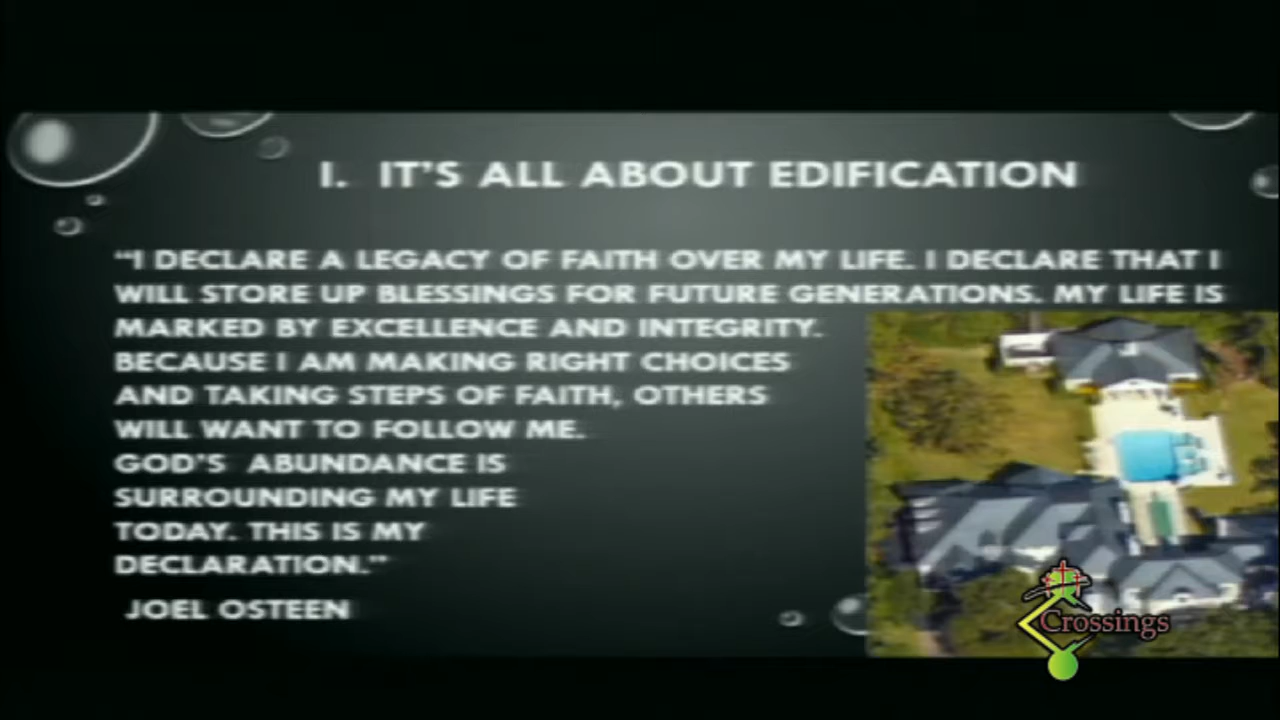 I. IT'S ALL ABOUT EDIFICATION
"I DECLARE A LEGACY OF FAITH OVER MY LIFE. I DECLARE THAT I
WILL STORE UP BLESSINGS FOR FUTURE GENERATIONS. MY LIFE IS
MARKED BY EXCELLENCE AND INTEGRITY.
BECAUSE I AM MAKING RIGHT CHOICES
AND TAKING STEPS OF FAITH, OTHERS
WILL WANT TO FOLLOW ME.
GOD'S ABUNDANCE IS
SURROUNDING MY LIFE
TODAY. THIS IS MY
DECLARATION."
JOEL OSTEEN
Crossings